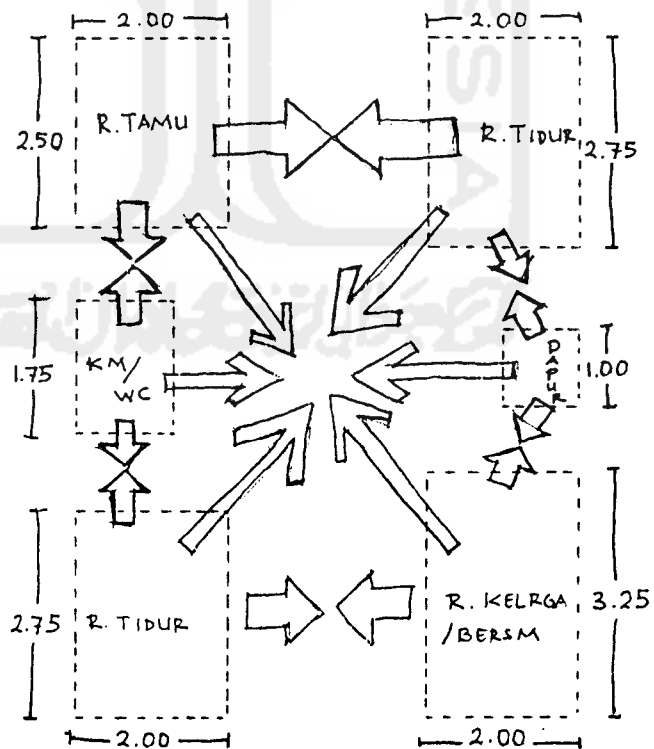 2.00
2.00
2.50
R. TAMU
R. TIDUR
2.75
1.75
KM/
WC
DAPUR
1.00
2.75
R. TIDUR
R. KELRGA
/BERSM
3.25
2.00
2.00